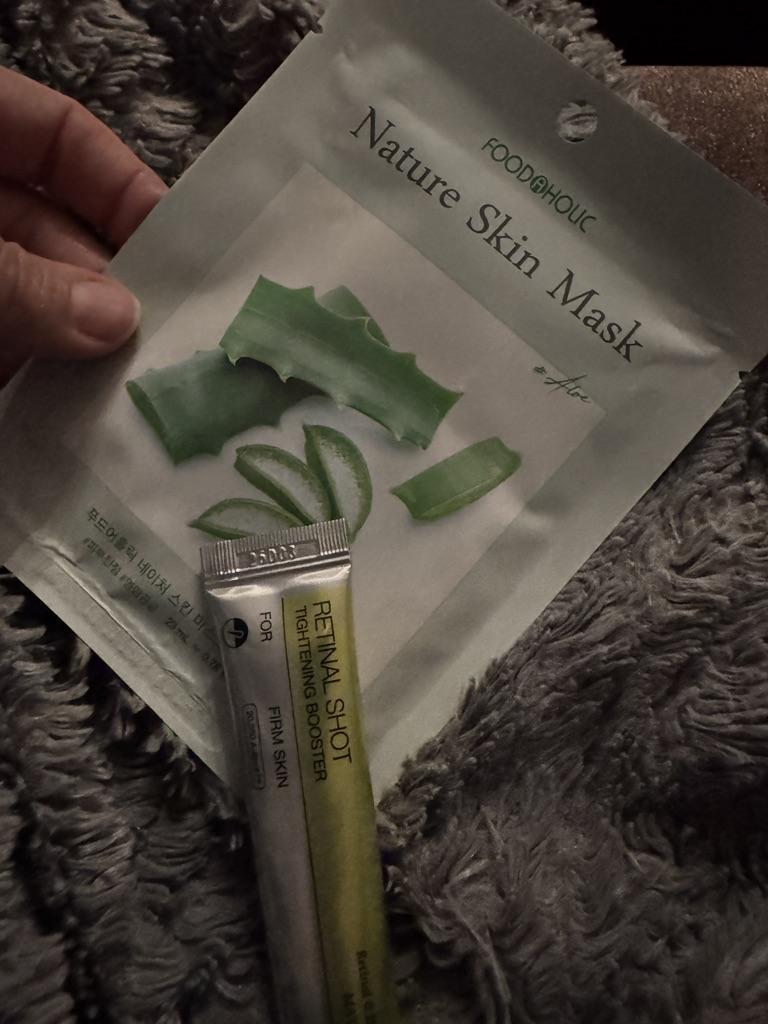 FOODAHOLIC
Nature Skin Mask
# Aloe
푸드어홀릭 네이처 스킨
25003
RETINAL SHOT
TIGHTENING BOOSTER
FOR FIRM SKIN